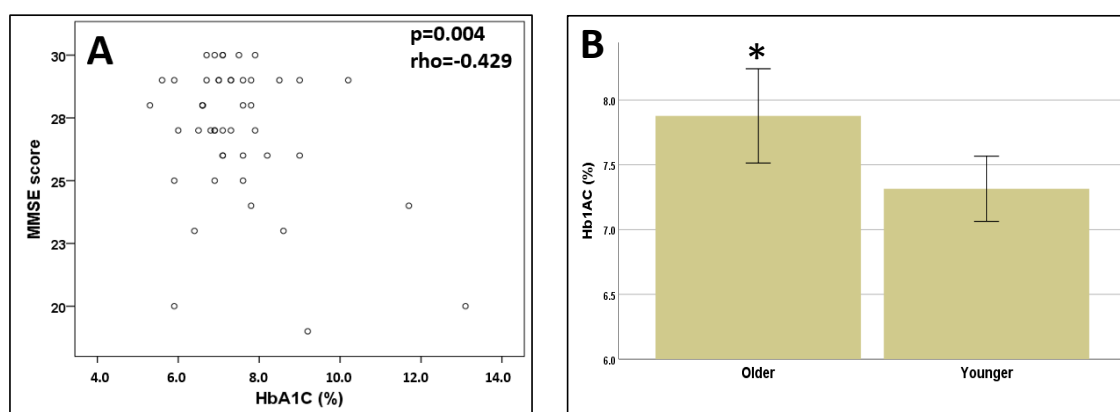 A
p=0.004
rho=-0.429
MMSE score
30
28
25
23
20
4.0 6.0 8.0 10.0 12.0 14.0
HbA1C (%)
B
*
Hb1AC (%)
8.0
7.5
7.0
6.5
6.0
Older Younger